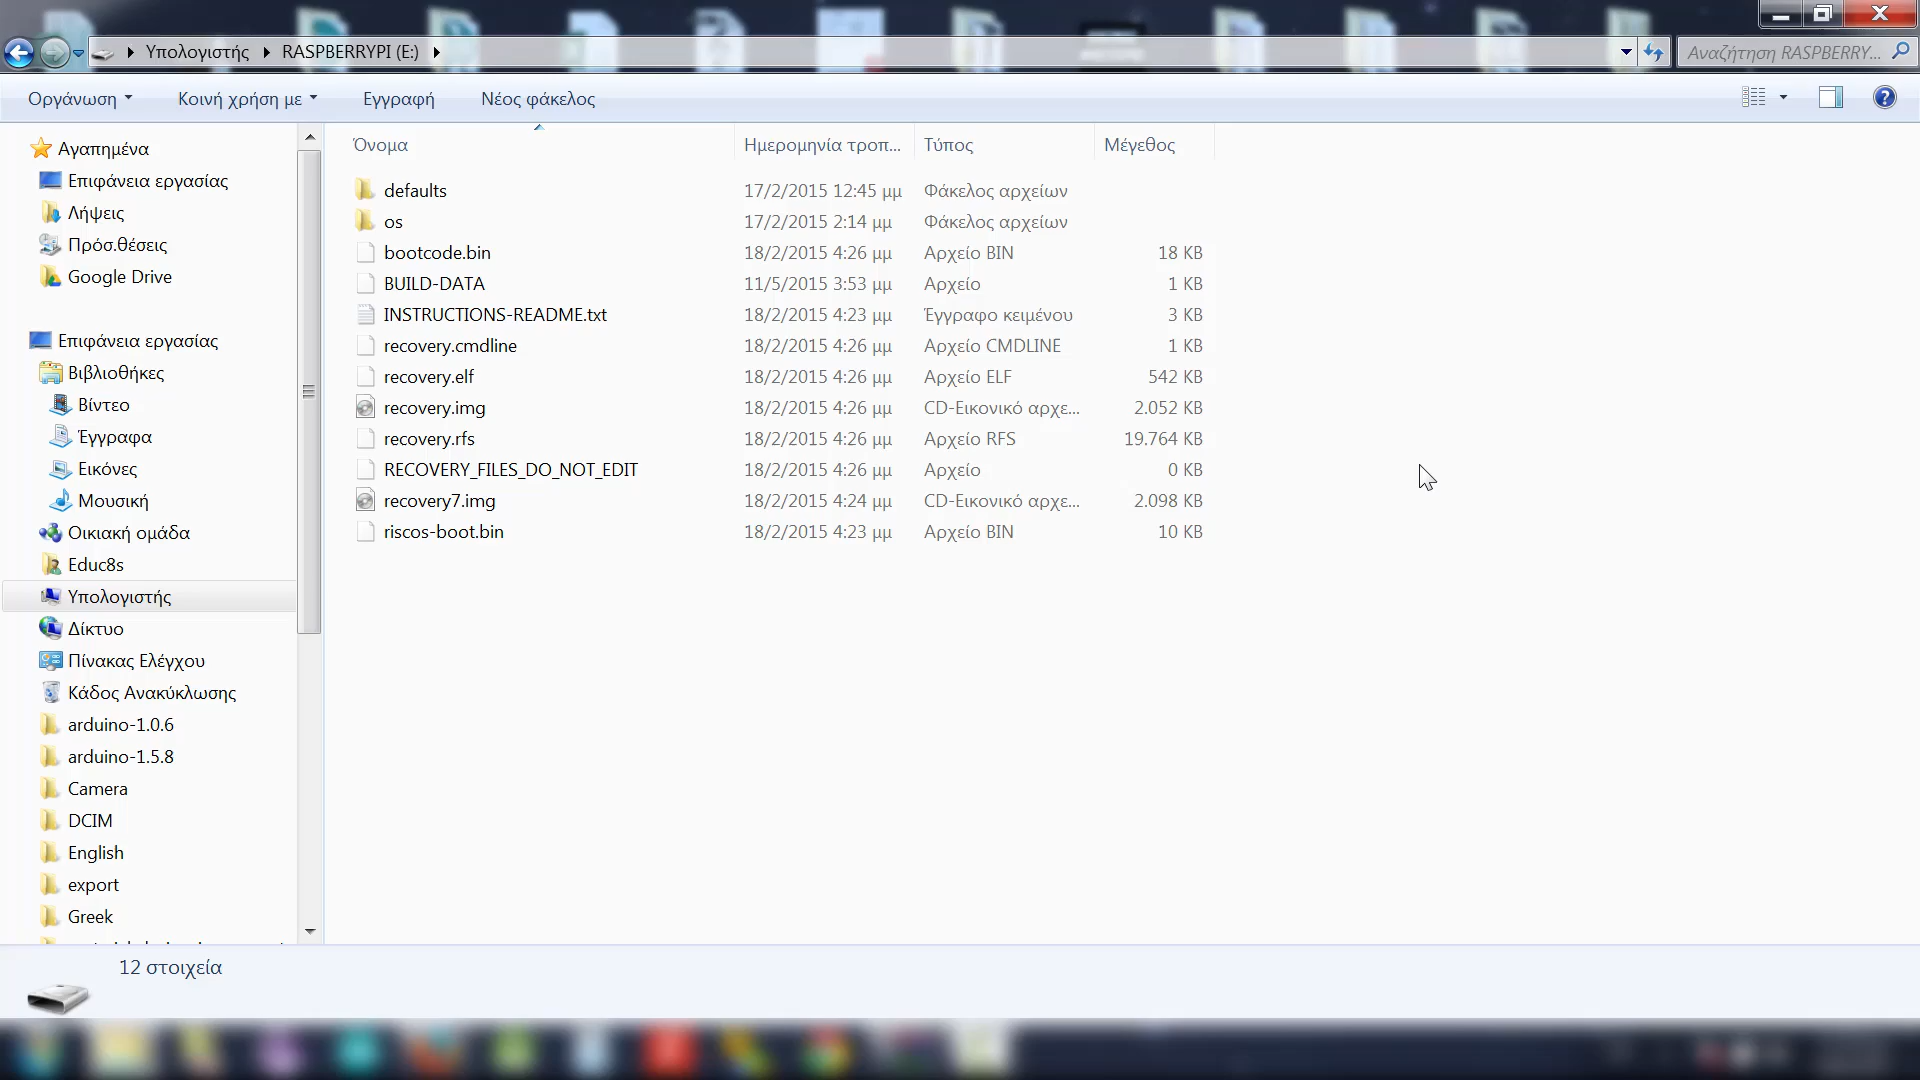 Υπολογιστής RASPBERRYPI (E:) Αναζήτηση RASPBERRY...
Οργάνωση Κοινή χρήση με Εγγραφή Νέος φάκελος
Αγαπημένα
Επιφάνεια εργασίας
Λήψεις
Πρόσ.θέσεις
Google Drive
Επιφάνεια εργασίας
Βιβλιοθήκες
Βίντεο
Έγγραφα
Εικόνες
Μουσική
Οικιακή ομάδα
Educ8s
Υπολογιστής
Δίκτυο
Πίνακας Ελέγχου
Κάδος Ανακύκλωσης
arduino-1.0.6
arduino-1.5.8
Camera
DCIM
English
export
Greek
Όνομα Ημερομηνία τροπ... Τύπος Μέγεθος
defaults 17/2/2015 12:45 μμ Φάκελος αρχείων
os 17/2/2015 2:14 μμ Φάκελος αρχείων
bootcode.bin 18/2/2015 4:26 μμ Αρχείο BIN 18 KB
BUILD-DATA 11/5/2015 3:53 μμ Αρχείο 1 KB
INSTRUCTIONS-README.txt 18/2/2015 4:23 μμ Έγγραφο κειμένου 3 KB
recovery.cmdline 18/2/2015 4:26 μμ Αρχείο CMDLINE 1 KB
recovery.elf 18/2/2015 4:26 μμ Αρχείο ELF 542 KB
recovery.img 18/2/2015 4:26 μμ CD-Εικονικό αρχε... 2.052 KB
recovery.rfs 18/2/2015 4:26 μμ Αρχείο RFS 19.764 KB
RECOVERY_FILES_DO_NOT_EDIT 18/2/2015 4:26 μμ Αρχείο 0 KB
recovery7.img 18/2/2015 4:24 μμ CD-Εικονικό αρχε... 2.098 KB
riscos-boot.bin 18/2/2015 4:23 μμ Αρχείο BIN 10 KB
12 στοιχεία